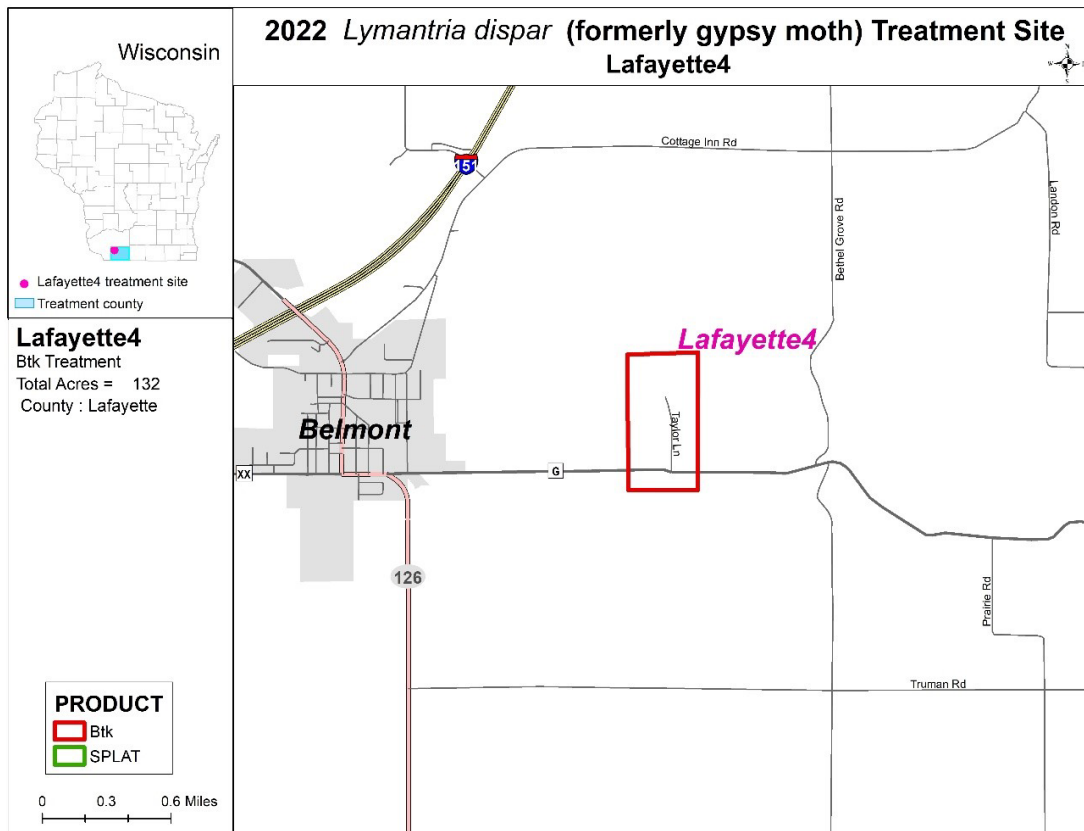 2022 Lymantria dispar (formerly gypsy moth) Treatment Site
Lafayette4
N
W
S
Wisconsin
Lafayette4 treatment site
Treatment county
Lafayette4
Btk Treatment
Total Acres = 132
County : Lafayette
PRODUCT
Btk
SPLAT
0 0.3 0.6 Miles
151
Cottage Inn Rd
Bethel Grove Rd
Landon Rd
Lafayette4
Taylor Ln
Belmont
XX
G
126
Prairie Rd
Truman Rd